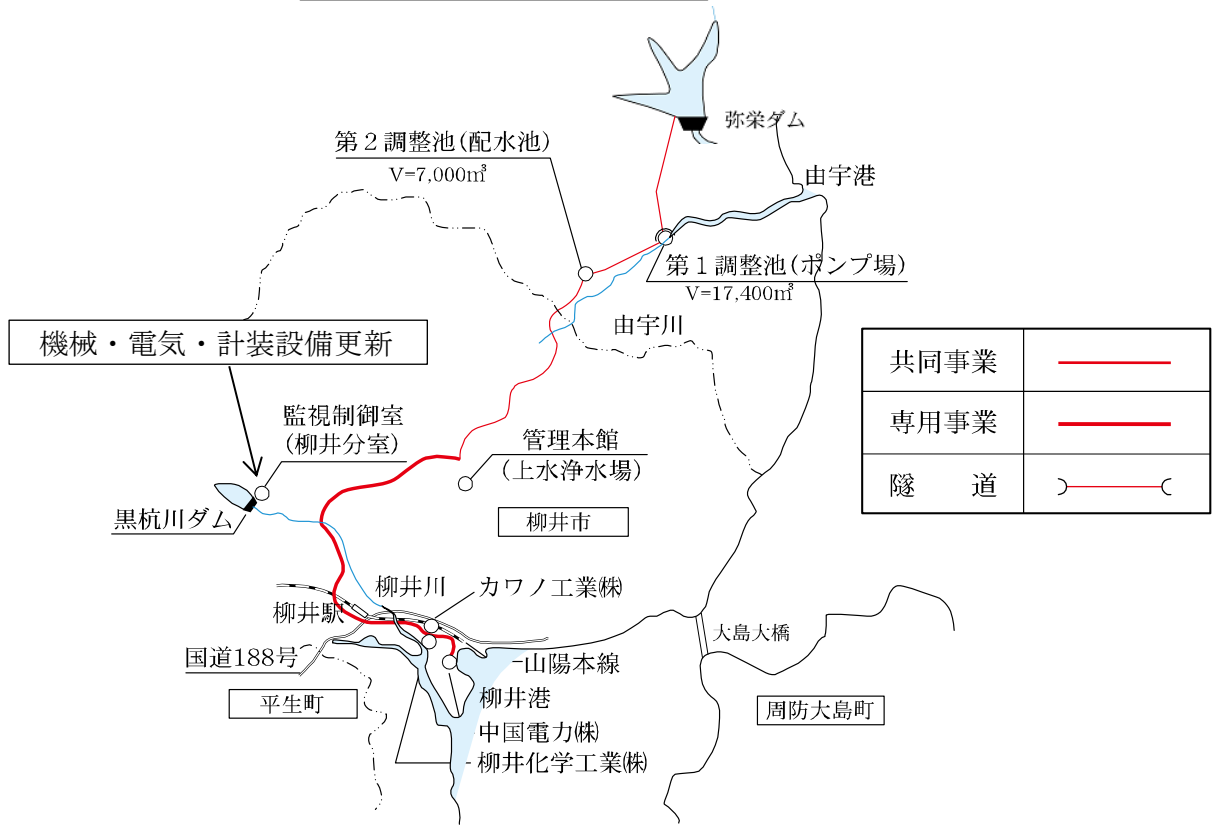 弥栄ダム
第２調整池(配水池)
V=7,000㎥
由宇港
第１調整池(ポンプ場)
V=17,400㎥
由宇川
機械・電気・計装設備更新
共同事業
専用事業
隧　道
監視制御室
(柳井分室)
管理本館
(上水浄水場)
黒杭川ダム
柳井市
柳井川
カワノ工業㈱
柳井駅
大島大橋
国道188号
山陽本線
平生町
柳井港
周防大島町
中国電力㈱
柳井化学工業㈱